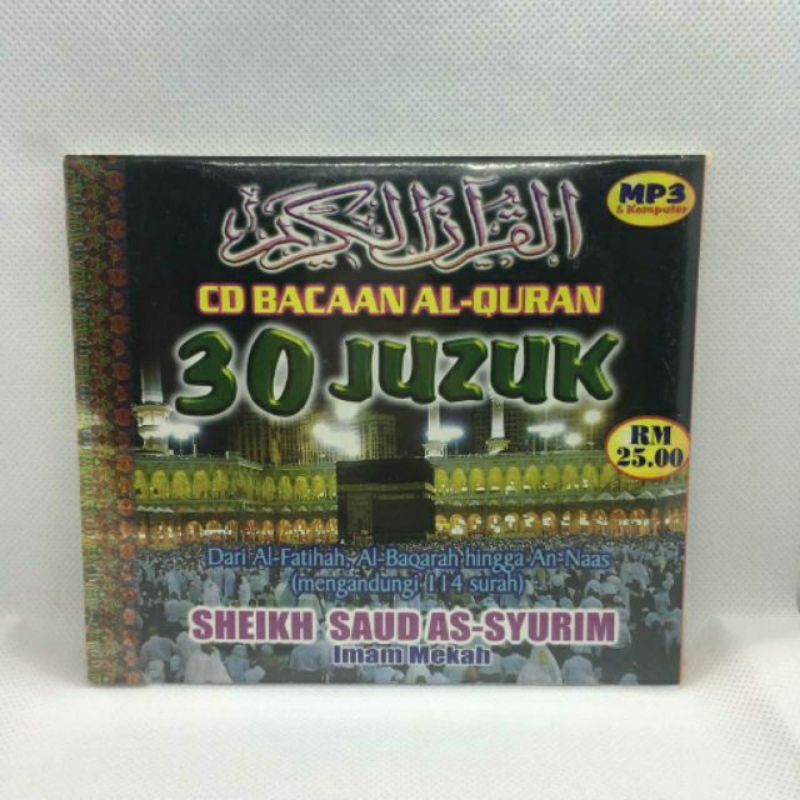 القرآن الكريم
MP3
& Komputer
CD BACAAN AL-QURAN
30 JUZUK
RM
25.00
Dari Al-Fatihah, Al-Baqarah hingga An-Naas
(mengandungi 114 surah)
SHEIKH SAUD AS-SYURIM
Imam Mekah